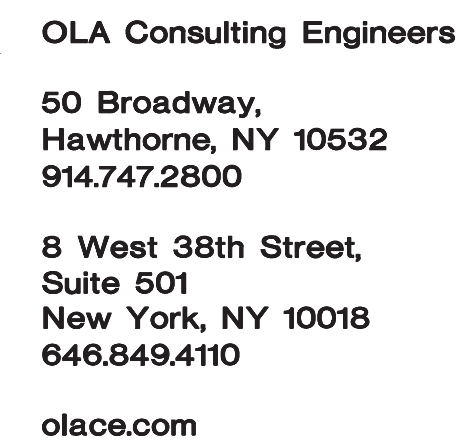 OLA Consulting Engineers
50 Broadway,
Hawthorne, NY 10532
914.747.2800
8 West 38th Street,
Suite 501
New York, NY 10018
646.849.4110
olace.com